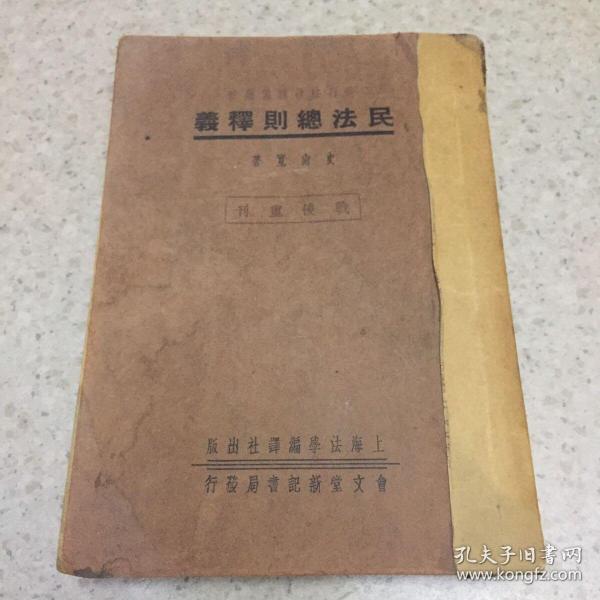 民法總則釋義
史尚寬著
戰後重刊
上海法學編譯社出版
會文堂新記書局發行
孔夫子旧书网
www.kongfz.com